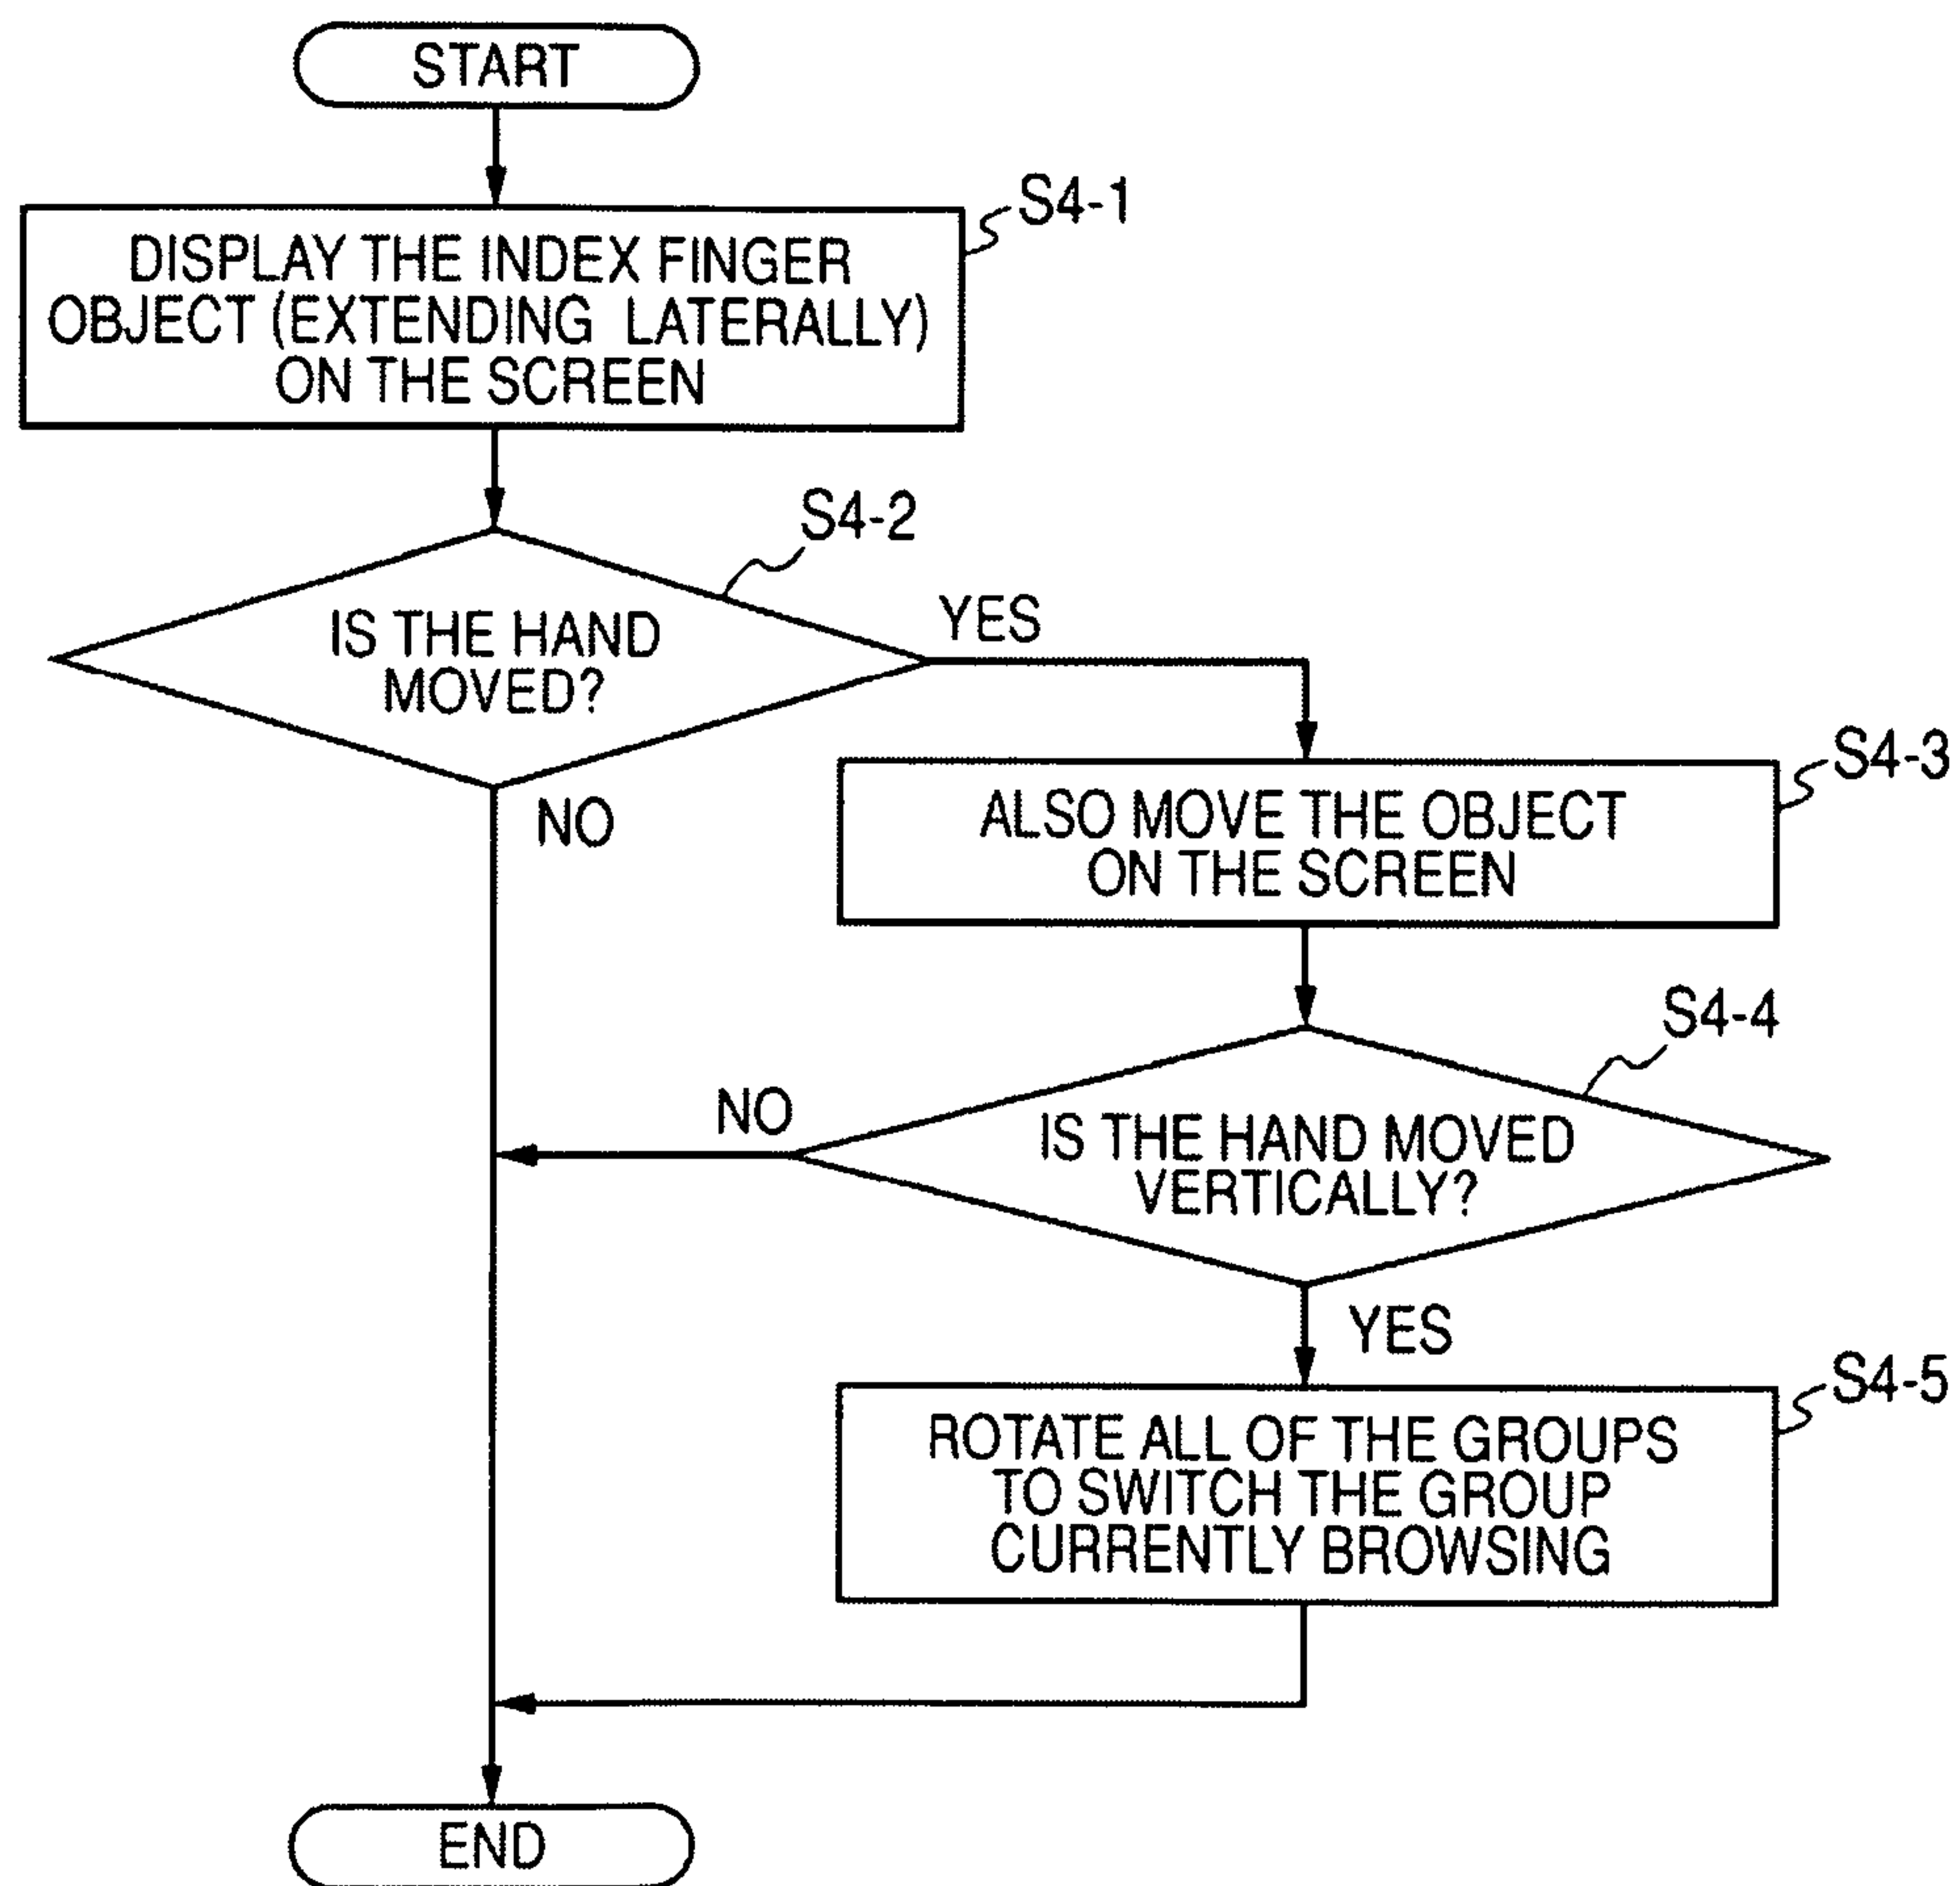 START
S4-1
DISPLAY THE INDEX FINGER
OBJECT (EXTENDING LATERALLY)
ON THE SCREEN
S4-2
IS THE HAND
MOVED?
YES
NO
S4-3
ALSO MOVE THE OBJECT
ON THE SCREEN
S4-4
IS THE HAND MOVED
VERTICALLY?
NO
YES
S4-5
ROTATE ALL OF THE GROUPS
TO SWITCH THE GROUP
CURRENTLY BROWSING
END